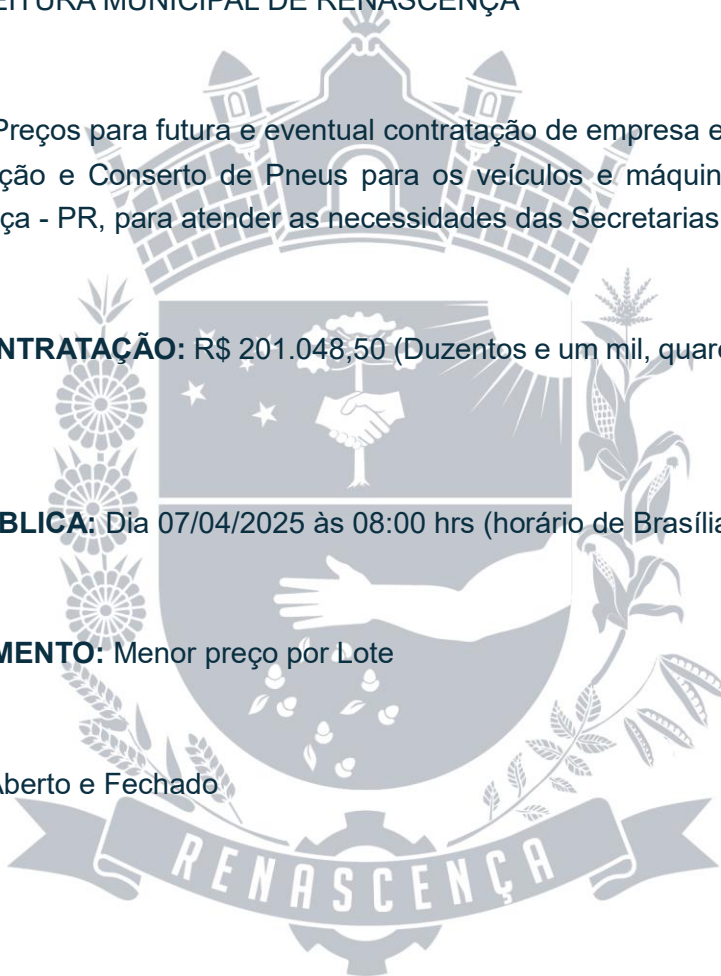 EITURA MUNICIPAL DE RENASCENÇA
Preços para futura e eventual contratação de empresa e
ção e Conserto de Pneus para os veículos e máquin
ça - PR, para atender as necessidades das Secretarias
NTRATAÇÃO: R$ 201.048,50 (Duzentos e um mil, quare
BLICA: Dia 07/04/2025 às 08:00 hrs (horário de Brasília
MENTO: Menor preço por Lote
Aberto e Fechado
RENASCENÇA